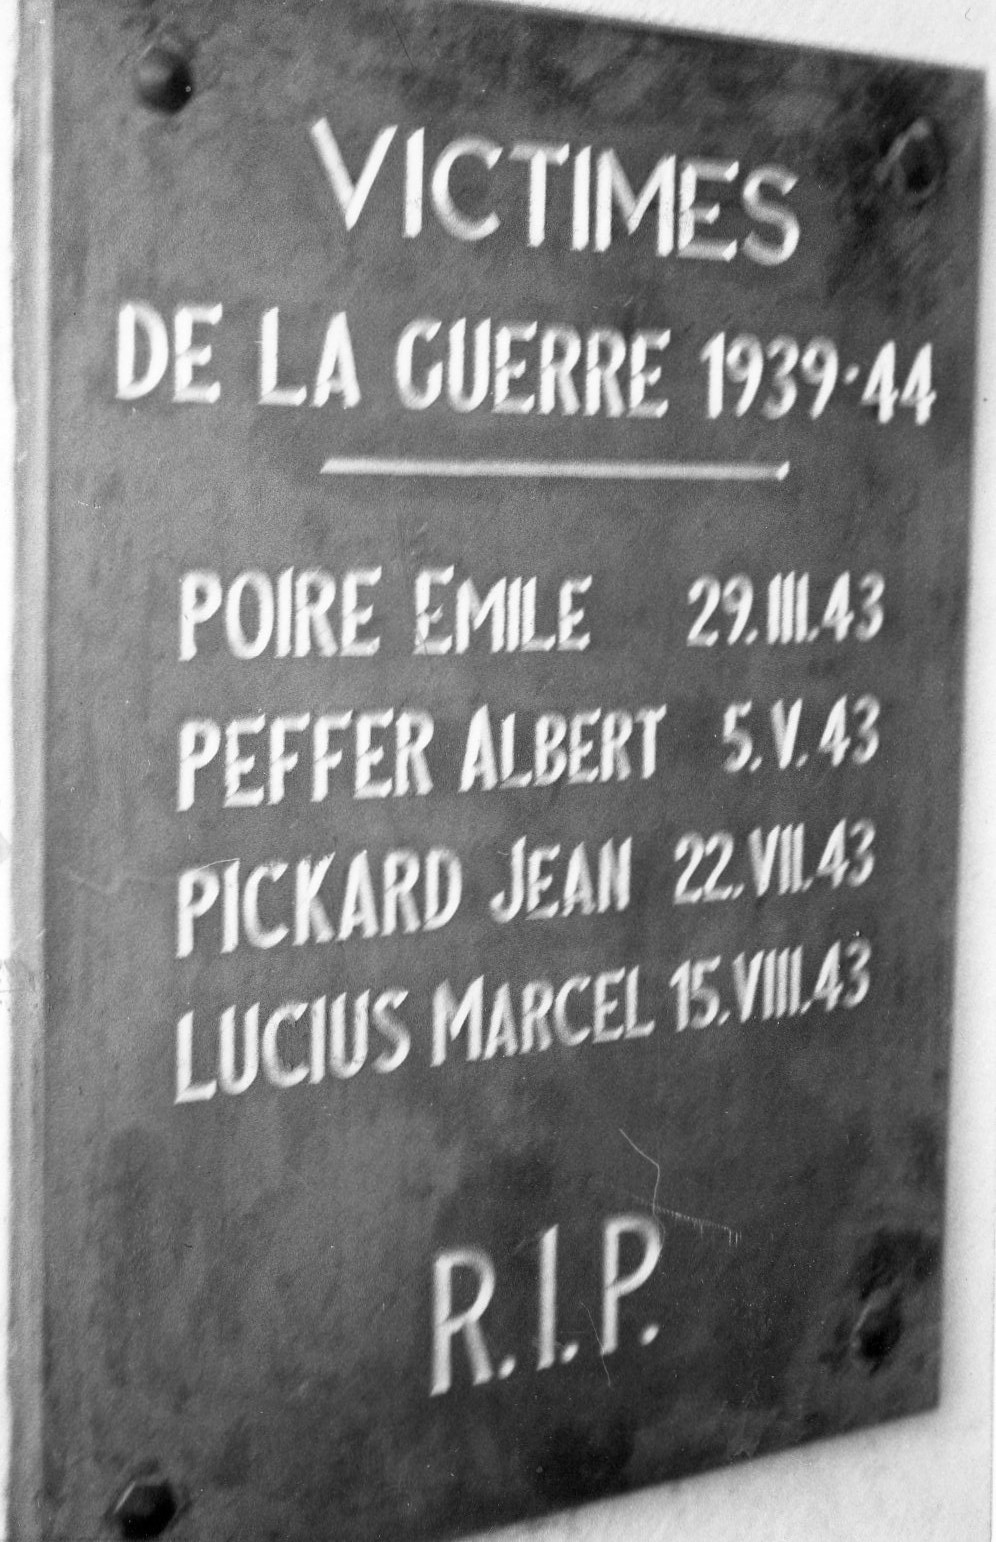 VICTIMES
DE LA GUERRE 1939·44
POIRE EMILE 29.III.43
PEFFER ALBERT 5.V.43
PICKARD JEAN 22.VII.43
LUCIUS MARCEL 15.VIII.43
R.I.P.